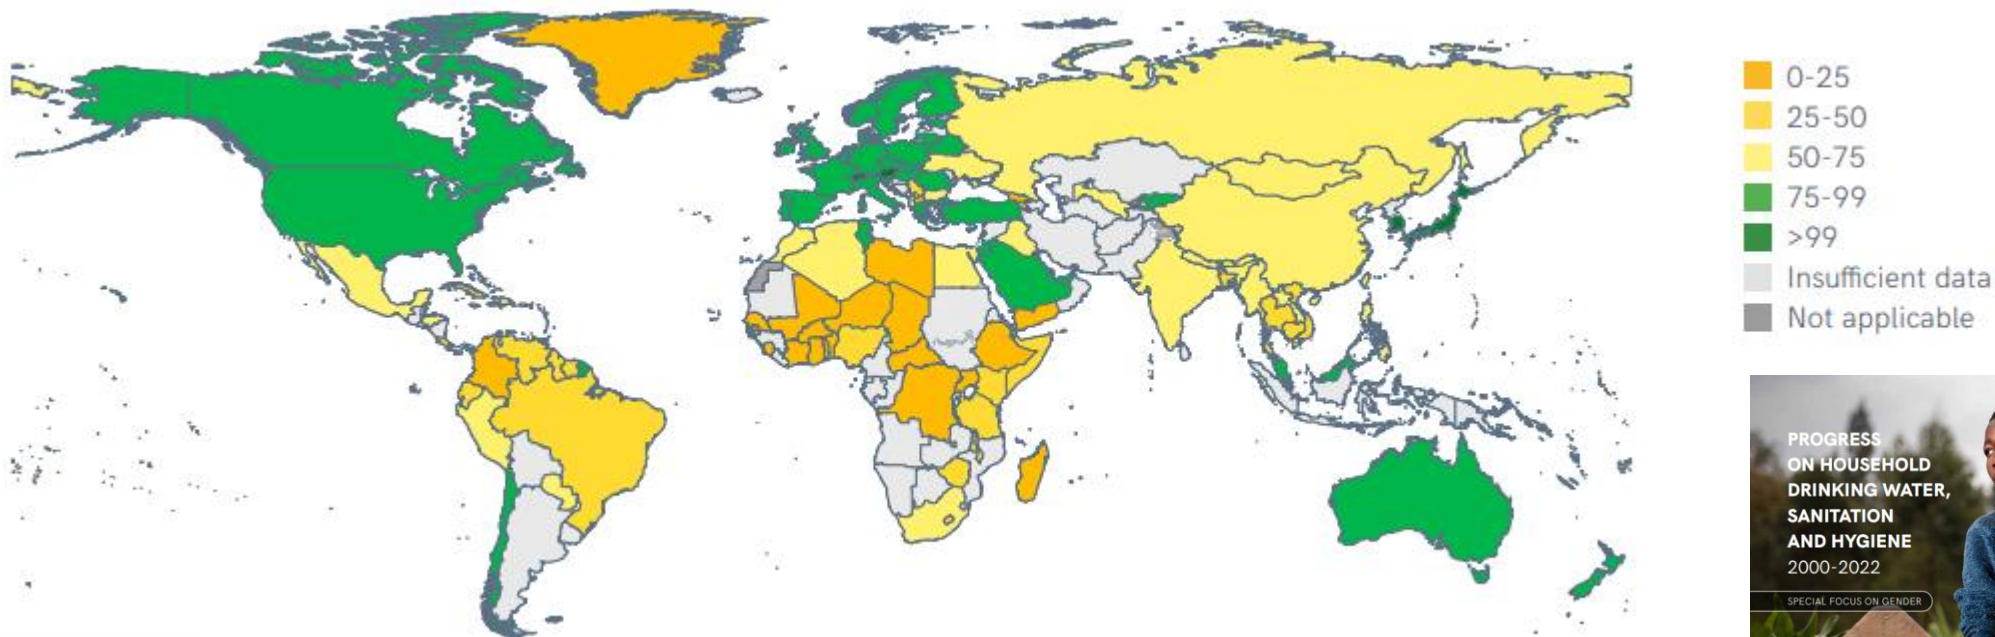 0-25
25-50
50-75
75-99
>99
Insufficient data
Not applicable
PROGRESS
ON HOUSEHOLD
DRINKING WATER,
SANITATION
AND HYGIENE
2000-2022
SPECIAL FOCUS ON GENDER